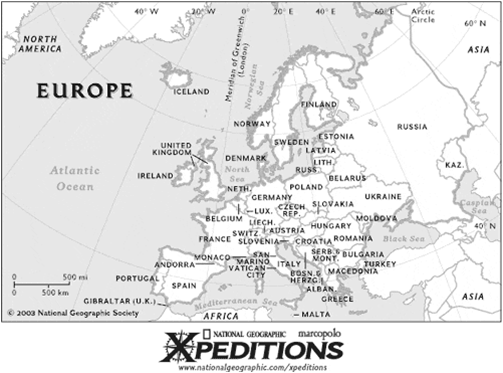 40° W
20° W
0°
20° E
40° E
60° E
Arctic
Circle
60° N
NORTH
AMERICA
Meridian of Greenwich
(London)
Norwegian
Sea
ASIA
EUROPE
ICELAND
FINLAND
NORWAY
RUSSIA
SWEDEN
ESTONIA
UNITED
KINGDOM
LATVIA
DENMARK
LITH.
KAZ.
Atlantic
Ocean
IRELAND
North
Sea
RUSS.
BELARUS
NETH.
POLAND
GERMANY
UKRAINE
Caspian
Sea
BELGIUM
LUX.
CZECH
REP.
SLOVAKIA
LIECH.
MOLDOVA
AUSTRIA
HUNGARY
40° N
FRANCE
SWITZ.
SLOVENIA
CROATIA
ROMANIA
Black Sea
0
500 mi
0
500 km
MONACO
SAN
MARINO
SERB. &
MONT.
BULGARIA
ANDORRA
VATICAN
CITY
ITALY
TURKEY
PORTUGAL
SPAIN
BOSN. &
HERZG.
MACEDONIA
ALBAN.
GREECE
ASIA
GIBRALTAR (U.K.)
Mediterranean Sea
AFRICA
MALTA
© 2003 National Geographic Society
NATIONAL GEOGRAPHIC
marcopolo
XPEDITIONS
www.nationalgeographic.com/xpeditions